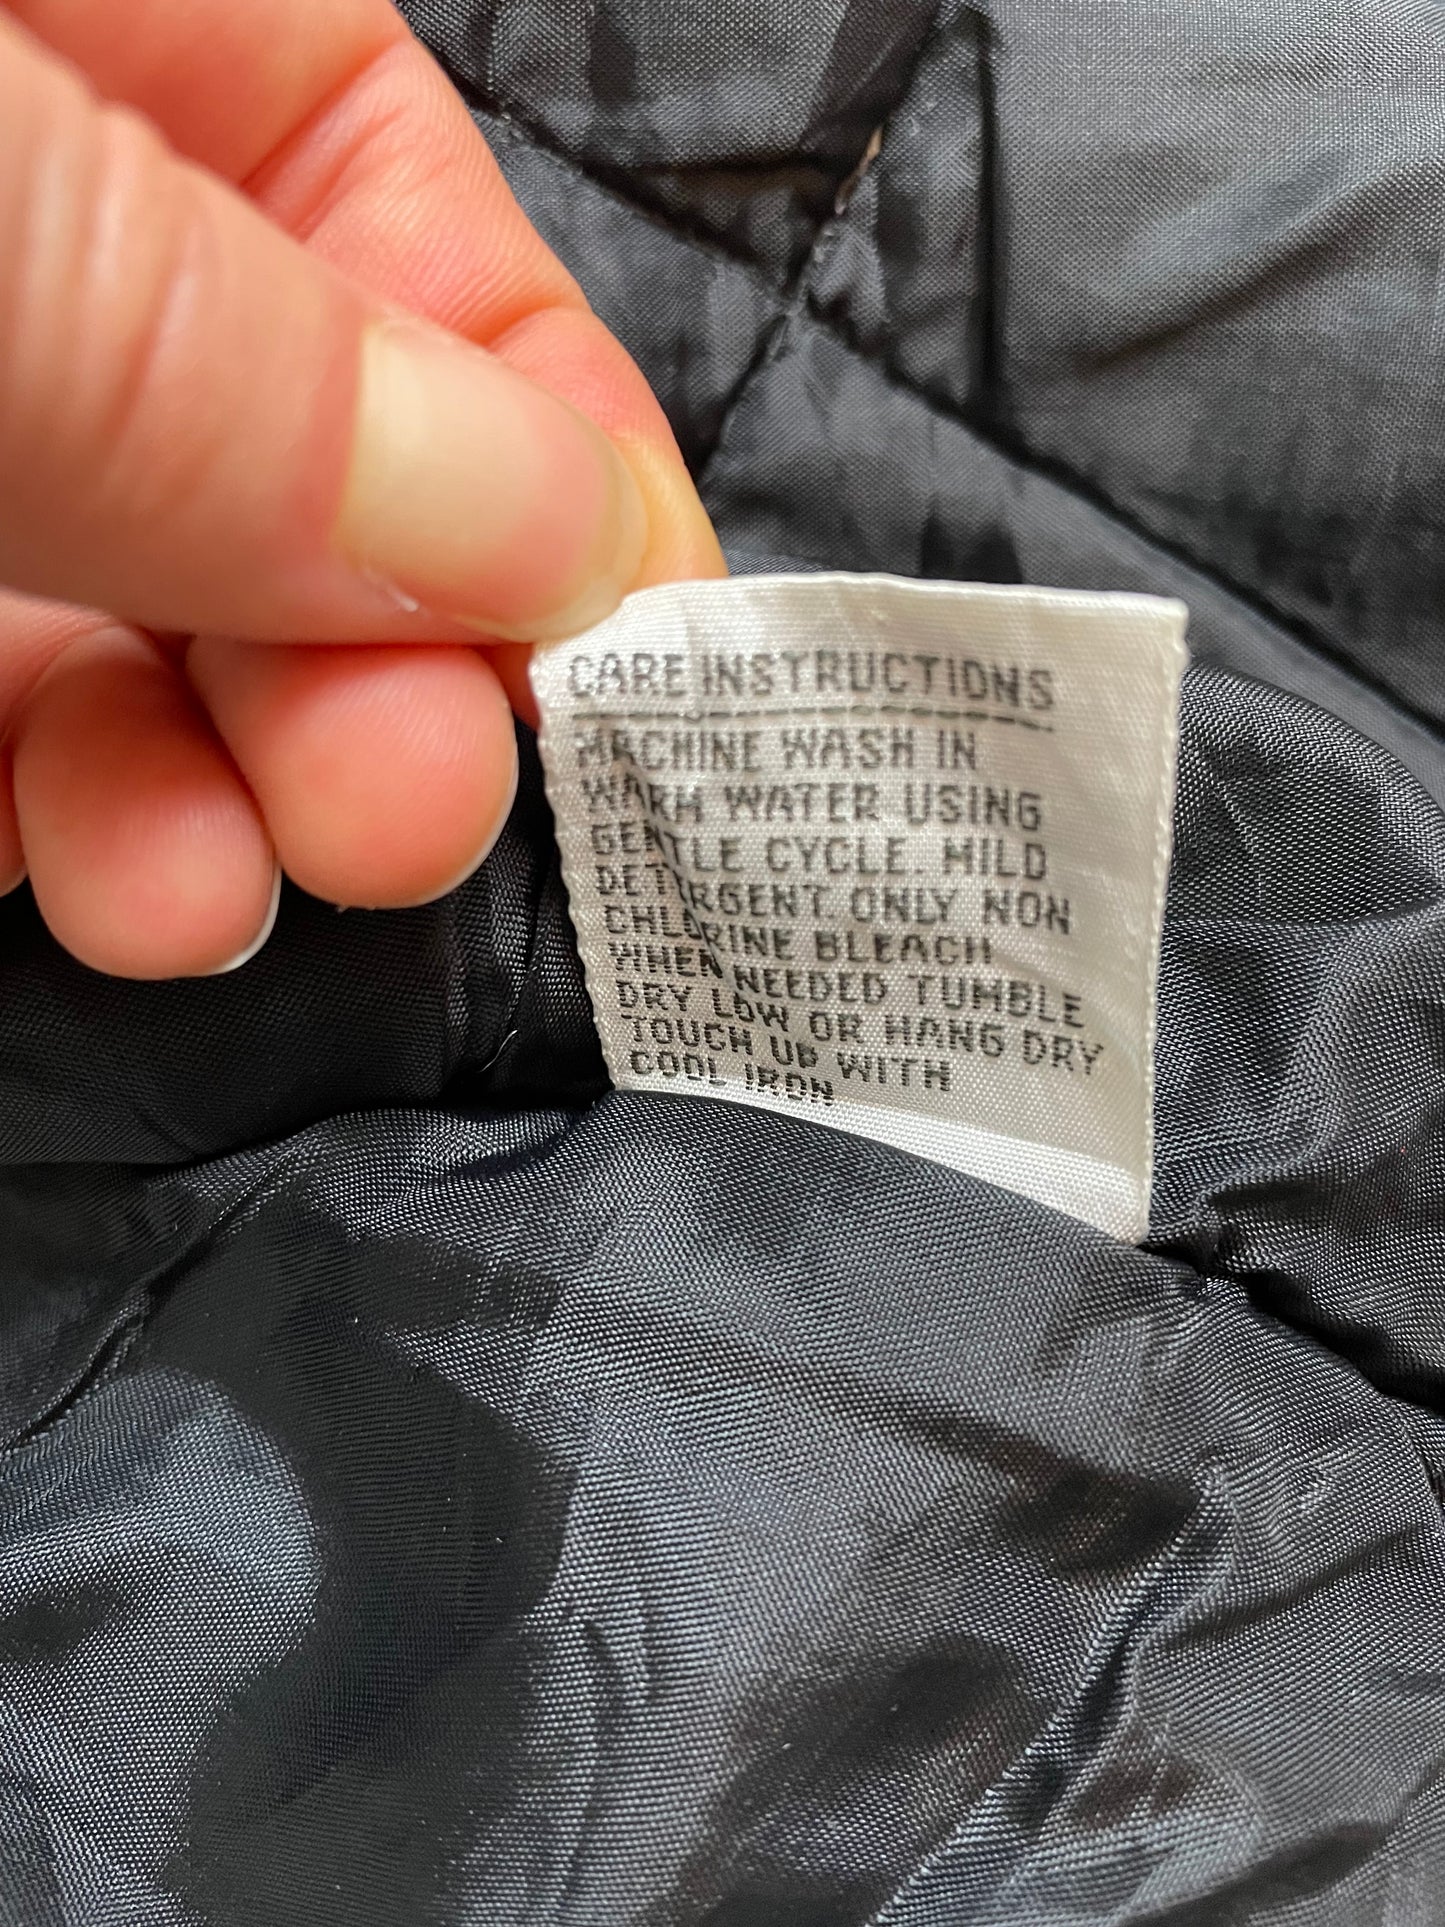 CARE INSTRUCTIONS
MACHINE WASH IN
WARM WATER USING
GENTLE CYCLE. MILD
DETERGENT. ONLY NON
CHLORINE BLEACH
WHEN NEEDED TUMBLE
DRY LOW OR HANG DRY
TOUCH UP WITH
COOL IRON